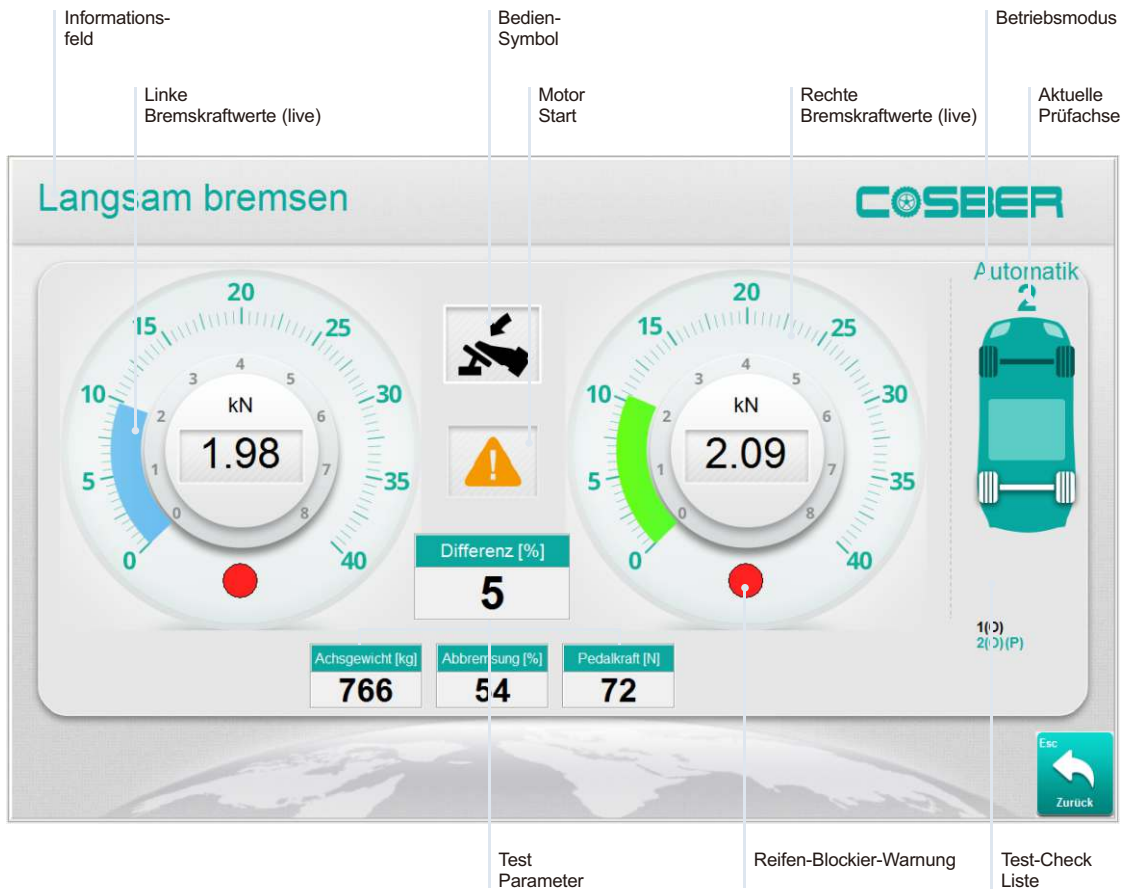 Informations-
feld
Bedien-
Symbol
Betriebsmodus
Linke
Bremskraftwerte (live)
Motor
Start
Rechte
Bremskraftwerte (live)
Aktuelle
Prüfachse
Langsam bremsen
COSBER
Automatik
2
0
5
10
15
20
25
30
35
40
0
1
2
3
4
5
6
7
8
kN
1.98
0
5
10
15
20
25
30
35
40
0
1
2
3
4
5
6
7
8
kN
2.09
Differenz [%]
5
Achsgewicht [kg]
766
Abbremsung [%]
54
Pedalkraft [N]
72
1(O)
2(O)(P)
Esc
Zurück
Test
Parameter
Reifen-Blockier-Warnung
Test-Check
Liste